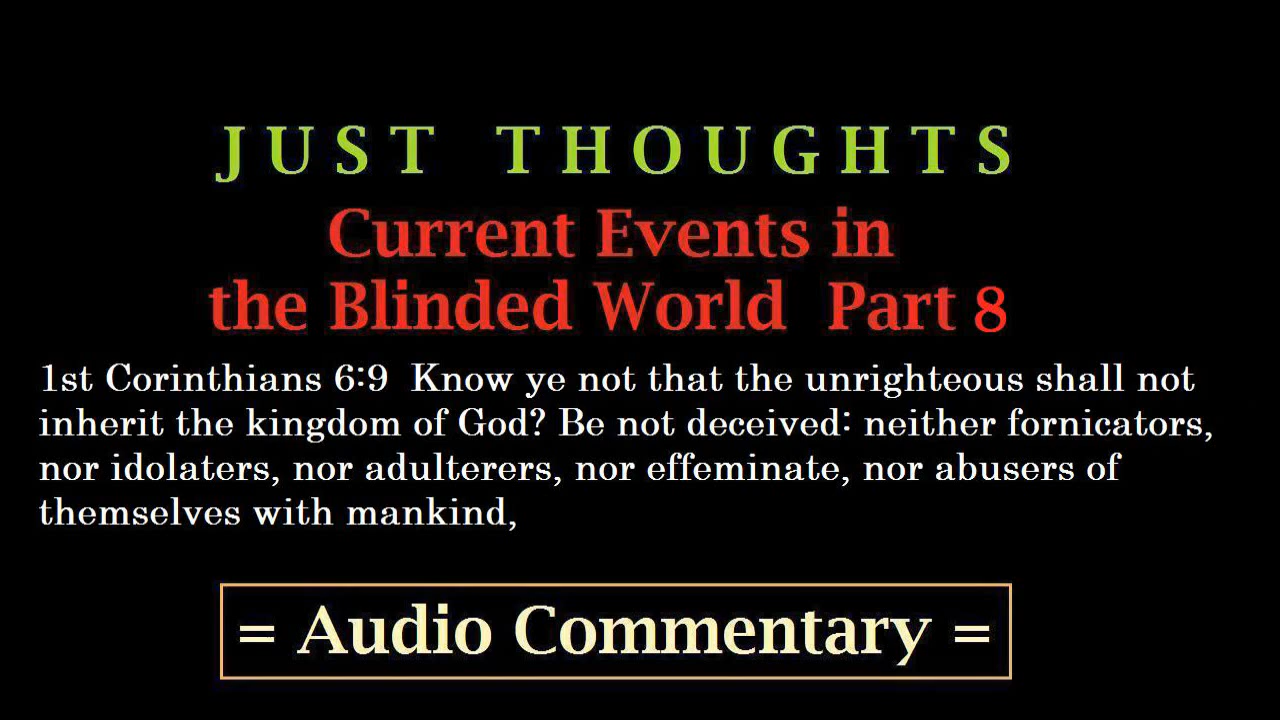 JUST THOUGHTS
Current Events in
the Blinded World Part 8
1st Corinthians 6:9 Know ye not that the unrighteous shall not
inherit the kingdom of God? Be not deceived: neither fornicators,
nor idolaters, nor adulterers, nor effeminate, nor abusers of
themselves with mankind,
= Audio Commentary =